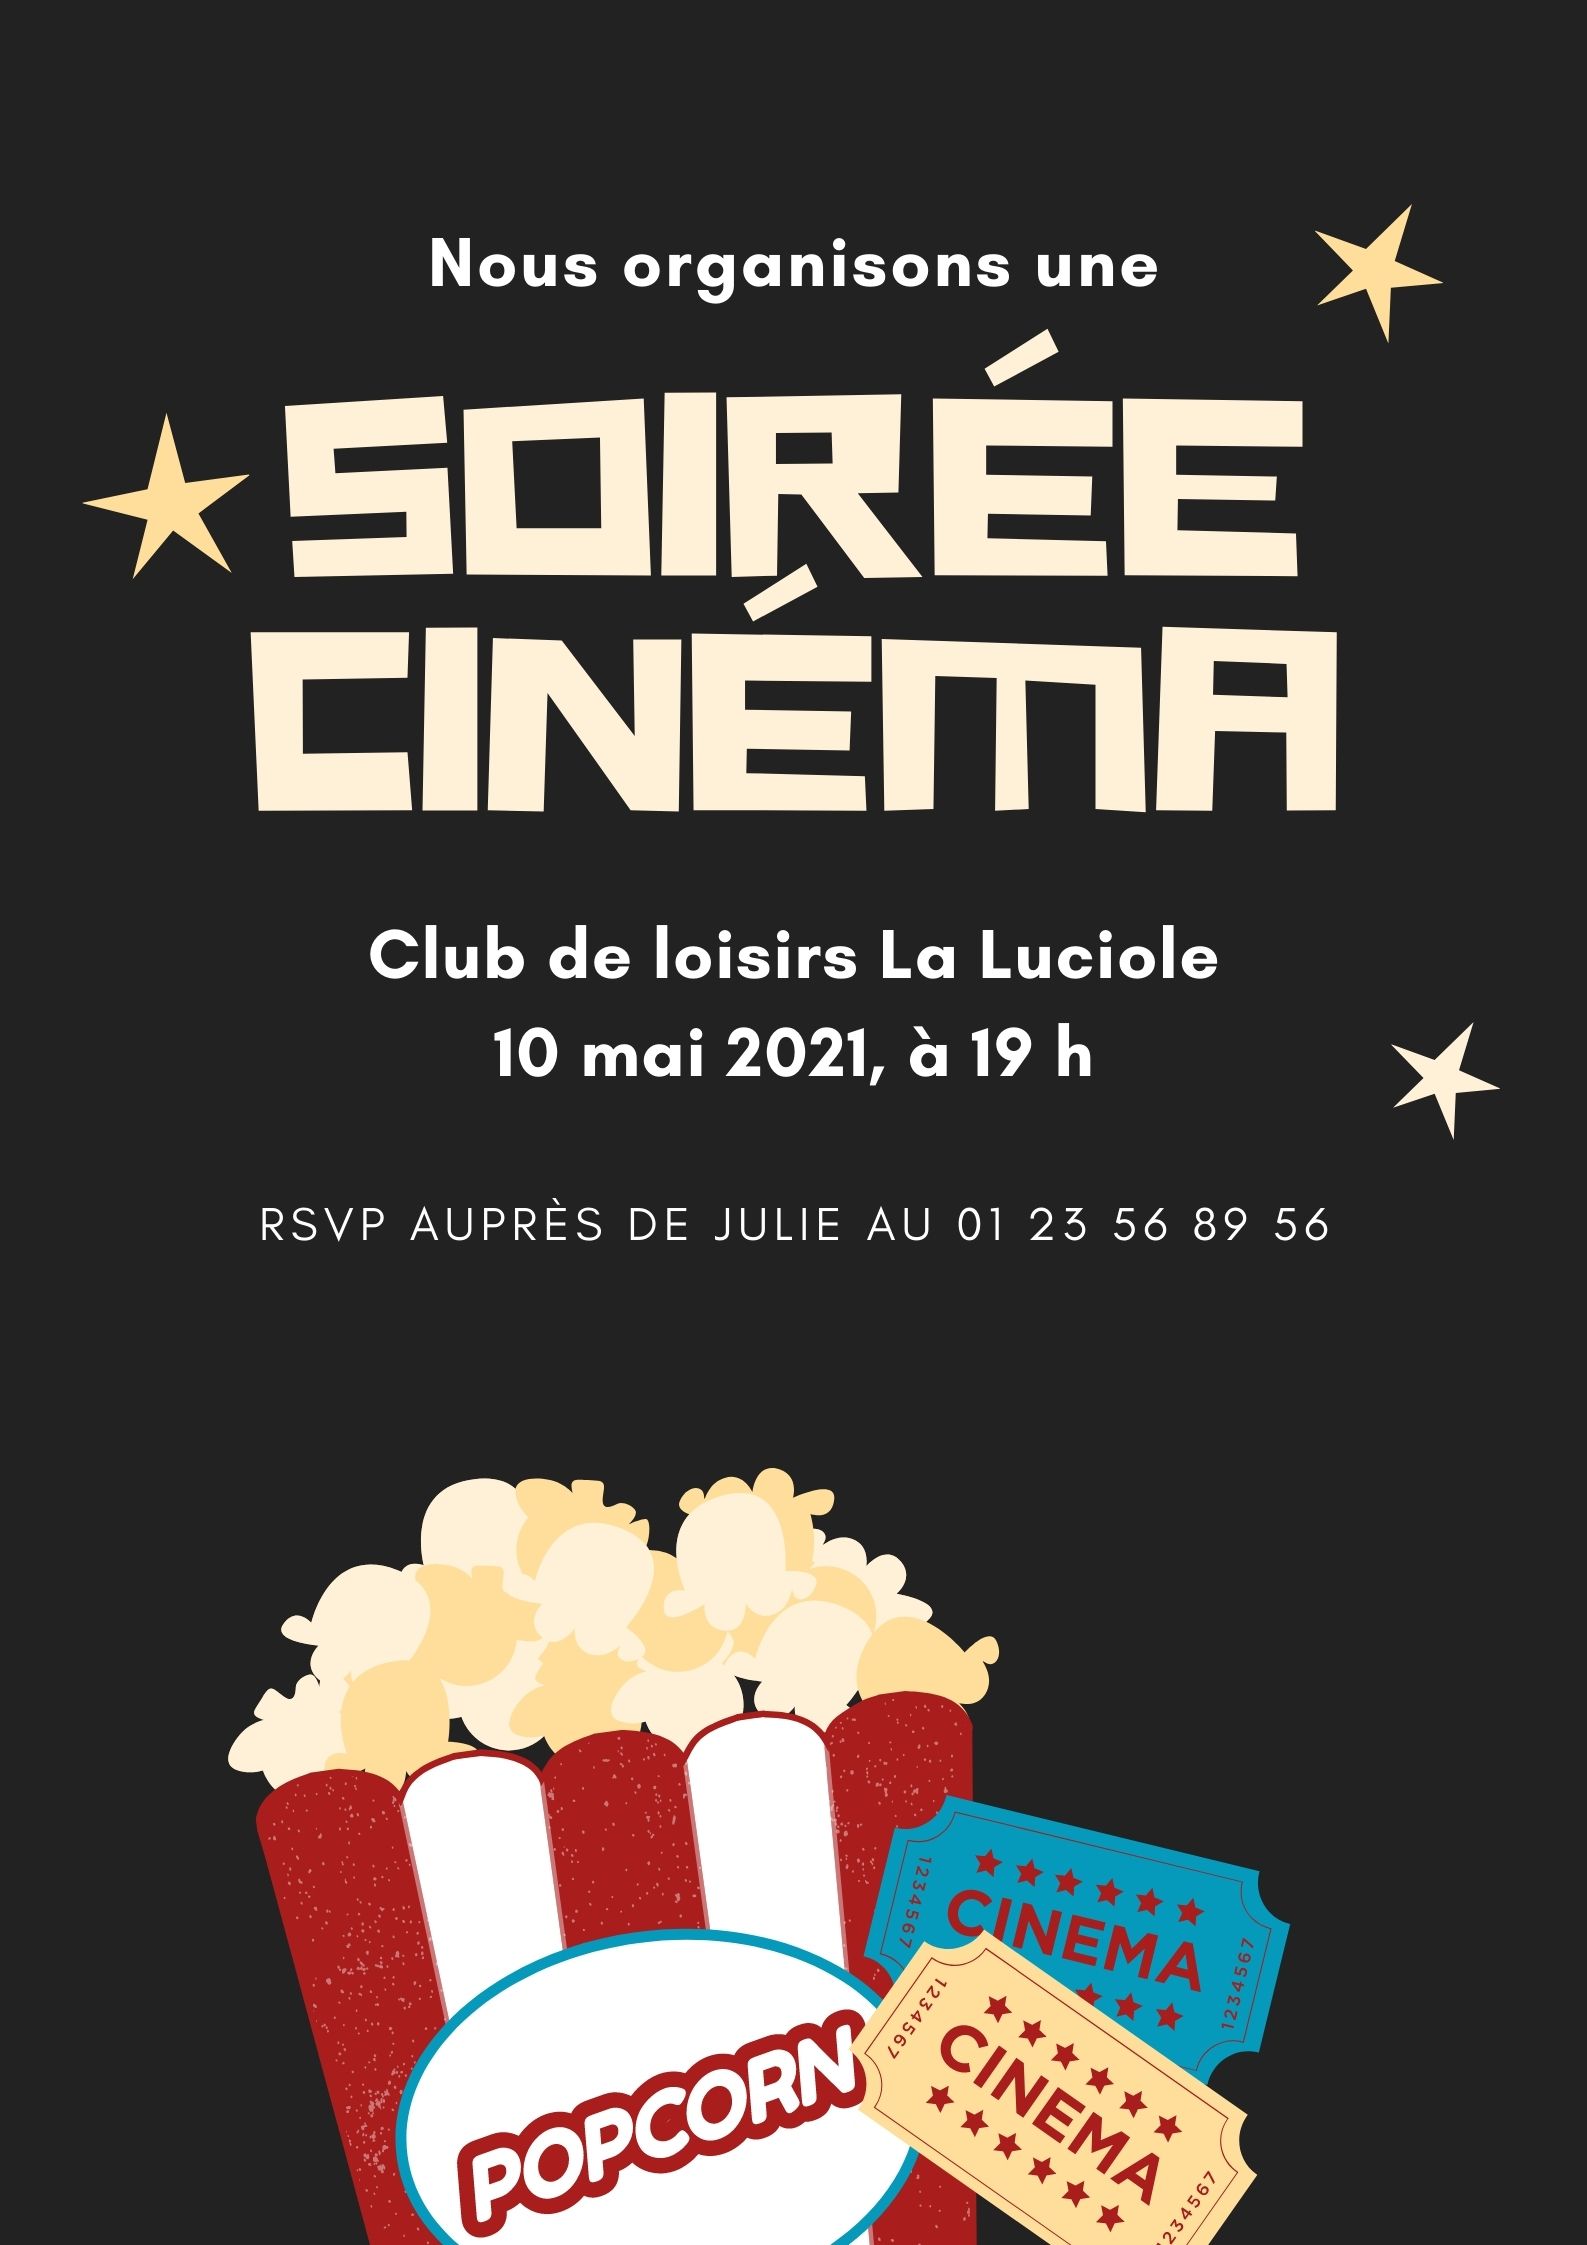 Nous organisons une
SOIRÉE
CINÉMA
Club de loisirs La Luciole
10 mai 2021, à 19 h
RSVP AUPRÈS DE JULIE AU 01 23 56 89 56
1234567
CINEMA
1234567
1234567
CINEMA
1234567
POPCORN